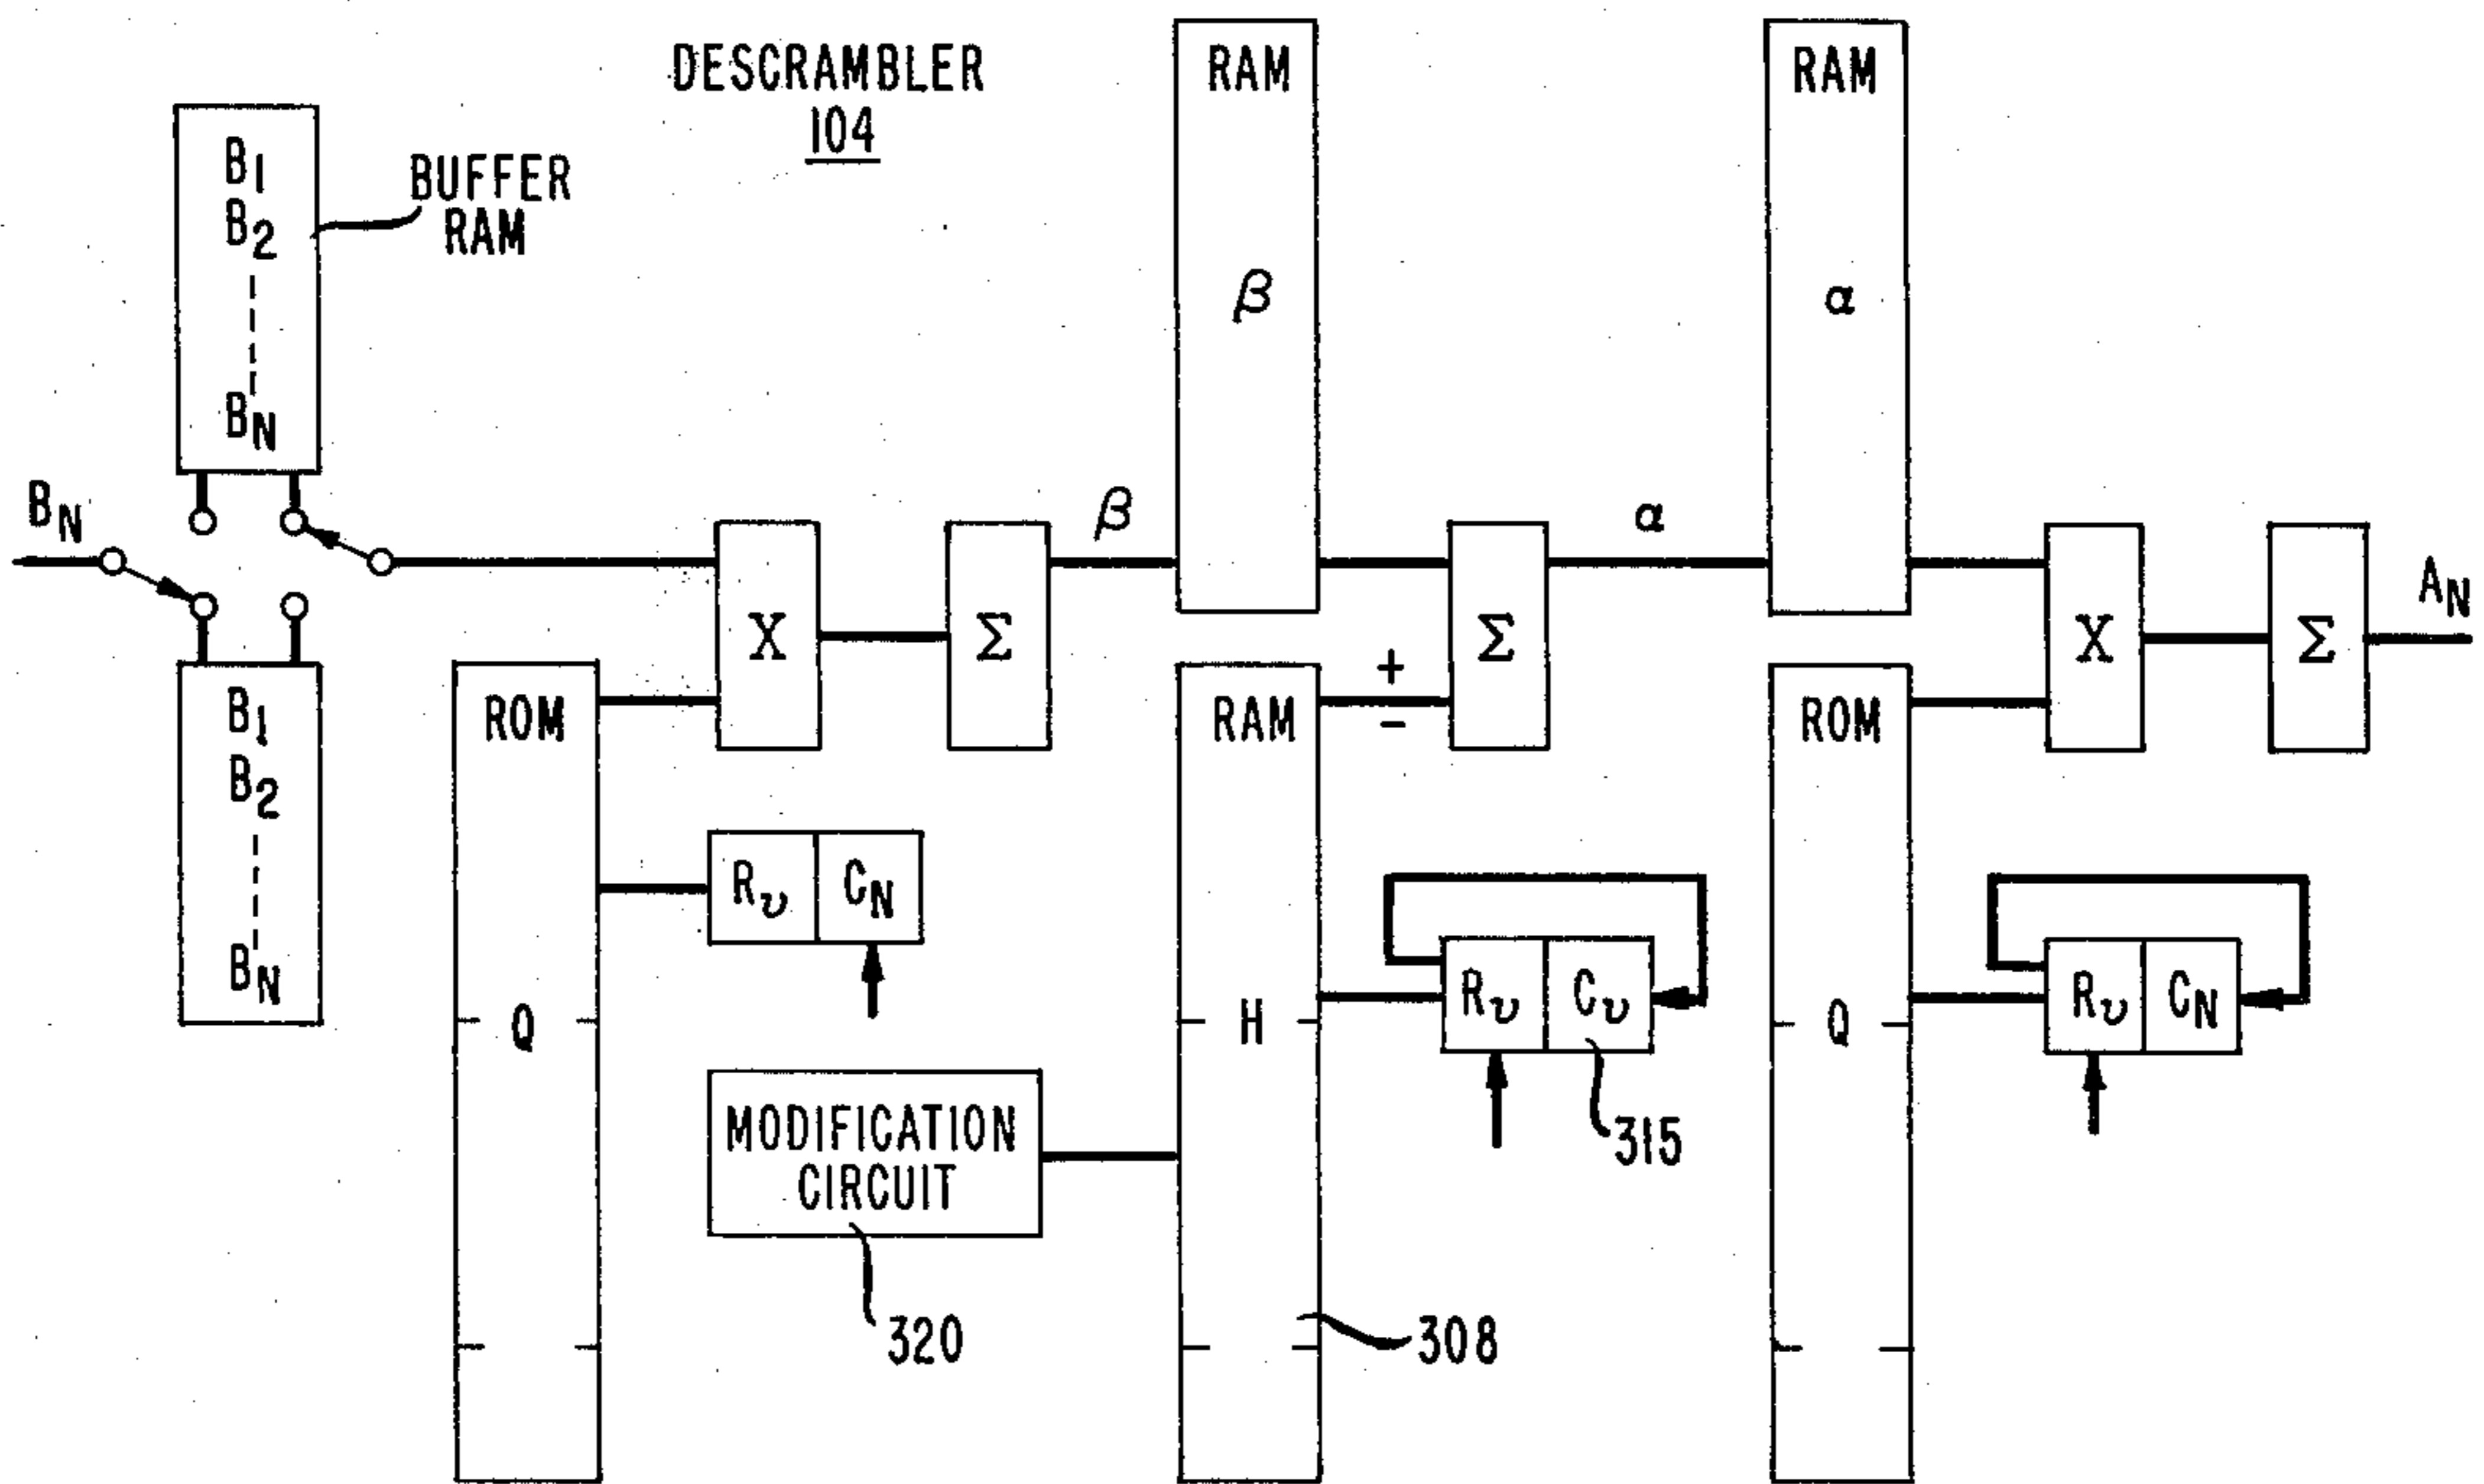 DESCRAMBLER
104
RAM
RAM
B1
B2
BN
BUFFER
RAM
β
α
BN
β
α
X
Σ
Σ
X
Σ
AN
+
-
B1
B2
BN
ROM
RAM
ROM
Rυ CN
Q
H
Rυ Cυ
Q
Rυ CN
MODIFICATION
CIRCUIT
315
320
308